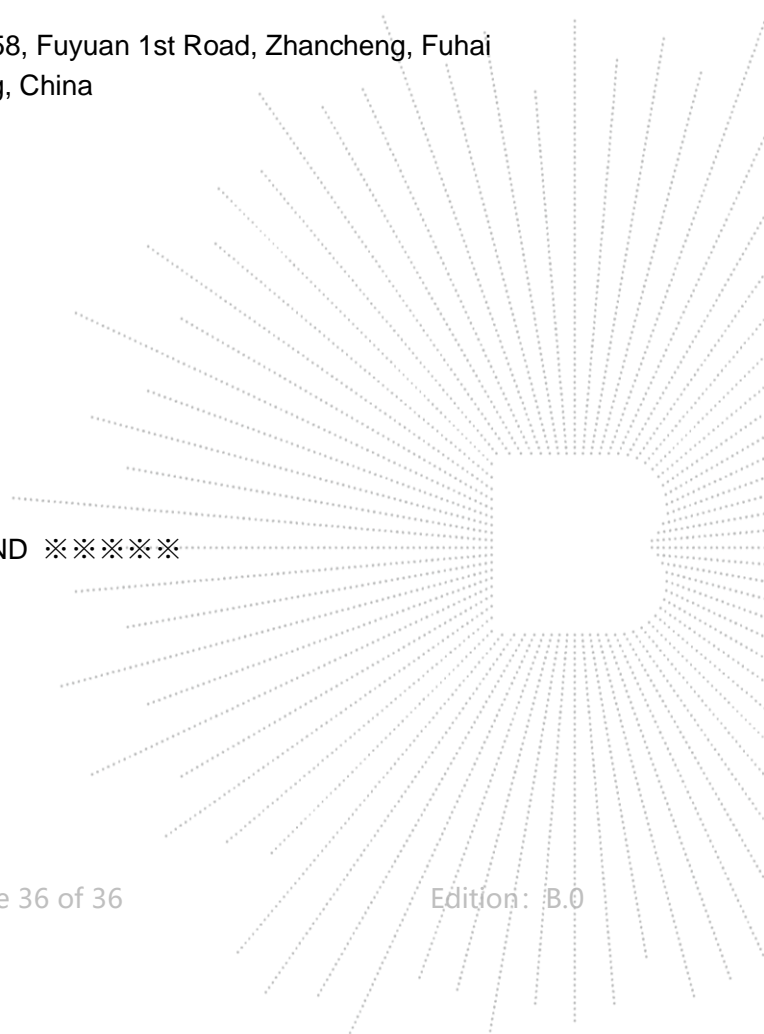 58, Fuyuan 1st Road, Zhancheng, Fuhai
, China
ND ※※※※※
e 36 of 36 Edition: B.0